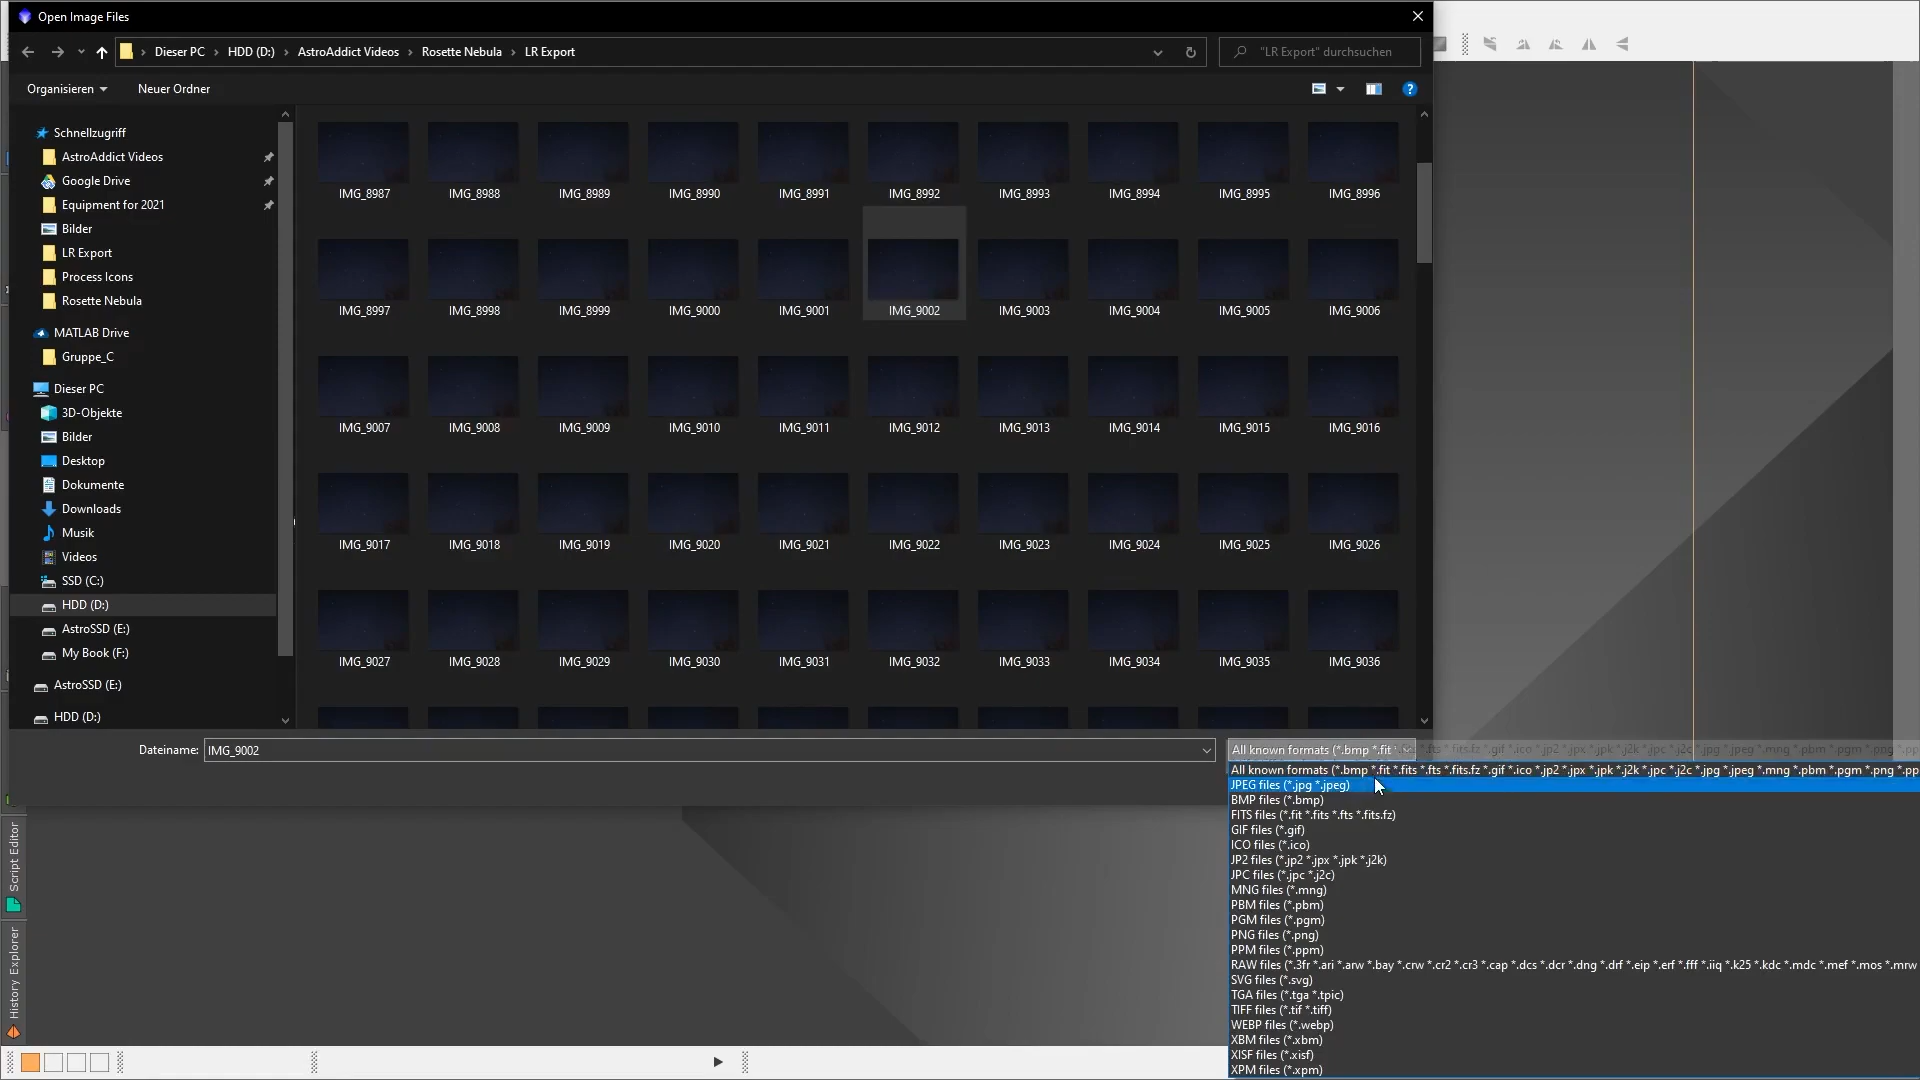 Open Image Files
Dieser PC > HDD (D:) > AstroAddict Videos > Rosette Nebula > LR Export
"LR Export" durchsuchen
Organisieren
Neuer Ordner
Schnellzugriff
AstroAddict Videos
Google Drive
Equipment for 2021
Bilder
LR Export
Process Icons
Rosette Nebula
MATLAB Drive
Gruppe_C
Dieser PC
3D-Objekte
Bilder
Desktop
Dokumente
Downloads
Musik
Videos
SSD (C:)
HDD (D:)
AstroSSD (E:)
My Book (F:)
AstroSSD (E:)
HDD (D:)
IMG_8987 IMG_8988 IMG_8989 IMG_8990 IMG_8991 IMG_8992 IMG_8993 IMG_8994 IMG_8995 IMG_8996
IMG_8997 IMG_8998 IMG_8999 IMG_9000 IMG_9001 IMG_9002 IMG_9003 IMG_9004 IMG_9005 IMG_9006
IMG_9007 IMG_9008 IMG_9009 IMG_9010 IMG_9011 IMG_9012 IMG_9013 IMG_9014 IMG_9015 IMG_9016
IMG_9017 IMG_9018 IMG_9019 IMG_9020 IMG_9021 IMG_9022 IMG_9023 IMG_9024 IMG_9025 IMG_9026
IMG_9027 IMG_9028 IMG_9029 IMG_9030 IMG_9031 IMG_9032 IMG_9033 IMG_9034 IMG_9035 IMG_9036
Dateiname: IMG_9002
All known formats (*.bmp *.fit
All known formats (*.bmp *.fit *.fits *.fts *.fits.fz *.gif *.ico *.jp2 *.jpx *.jpk *.j2k *.jpc *.j2c *.jpg *.jpeg *.mng *.pbm *.pgm *.png *.pp
JPEG files (*.jpg *.jpeg)
BMP files (*.bmp)
FITS files (*.fit *.fits *.fts *.fits.fz)
GIF files (*.gif)
ICO files (*.ico)
JP2 files (*.jp2 *.jpx *.jpk *.j2k)
JPC files (*.jpc *.j2c)
MNG files (*.mng)
PBM files (*.pbm)
PGM files (*.pgm)
PNG files (*.png)
PPM files (*.ppm)
RAW files (*.3fr *.ari *.arw *.bay *.crw *.cr2 *.cr3 *.cap *.dcs *.dcr *.dng *.drf *.eip *.erf *.fff *.iiq *.k25 *.kdc *.mdc *.mef *.mos *.mrw
SVG files (*.svg)
TGA files (*.tga *.tpic)
TIFF files (*.tif *.tiff)
WEBP files (*.webp)
XBM files (*.xbm)
XISF files (*.xisf)
XPM files (*.xpm)
Script Editor
History Explorer